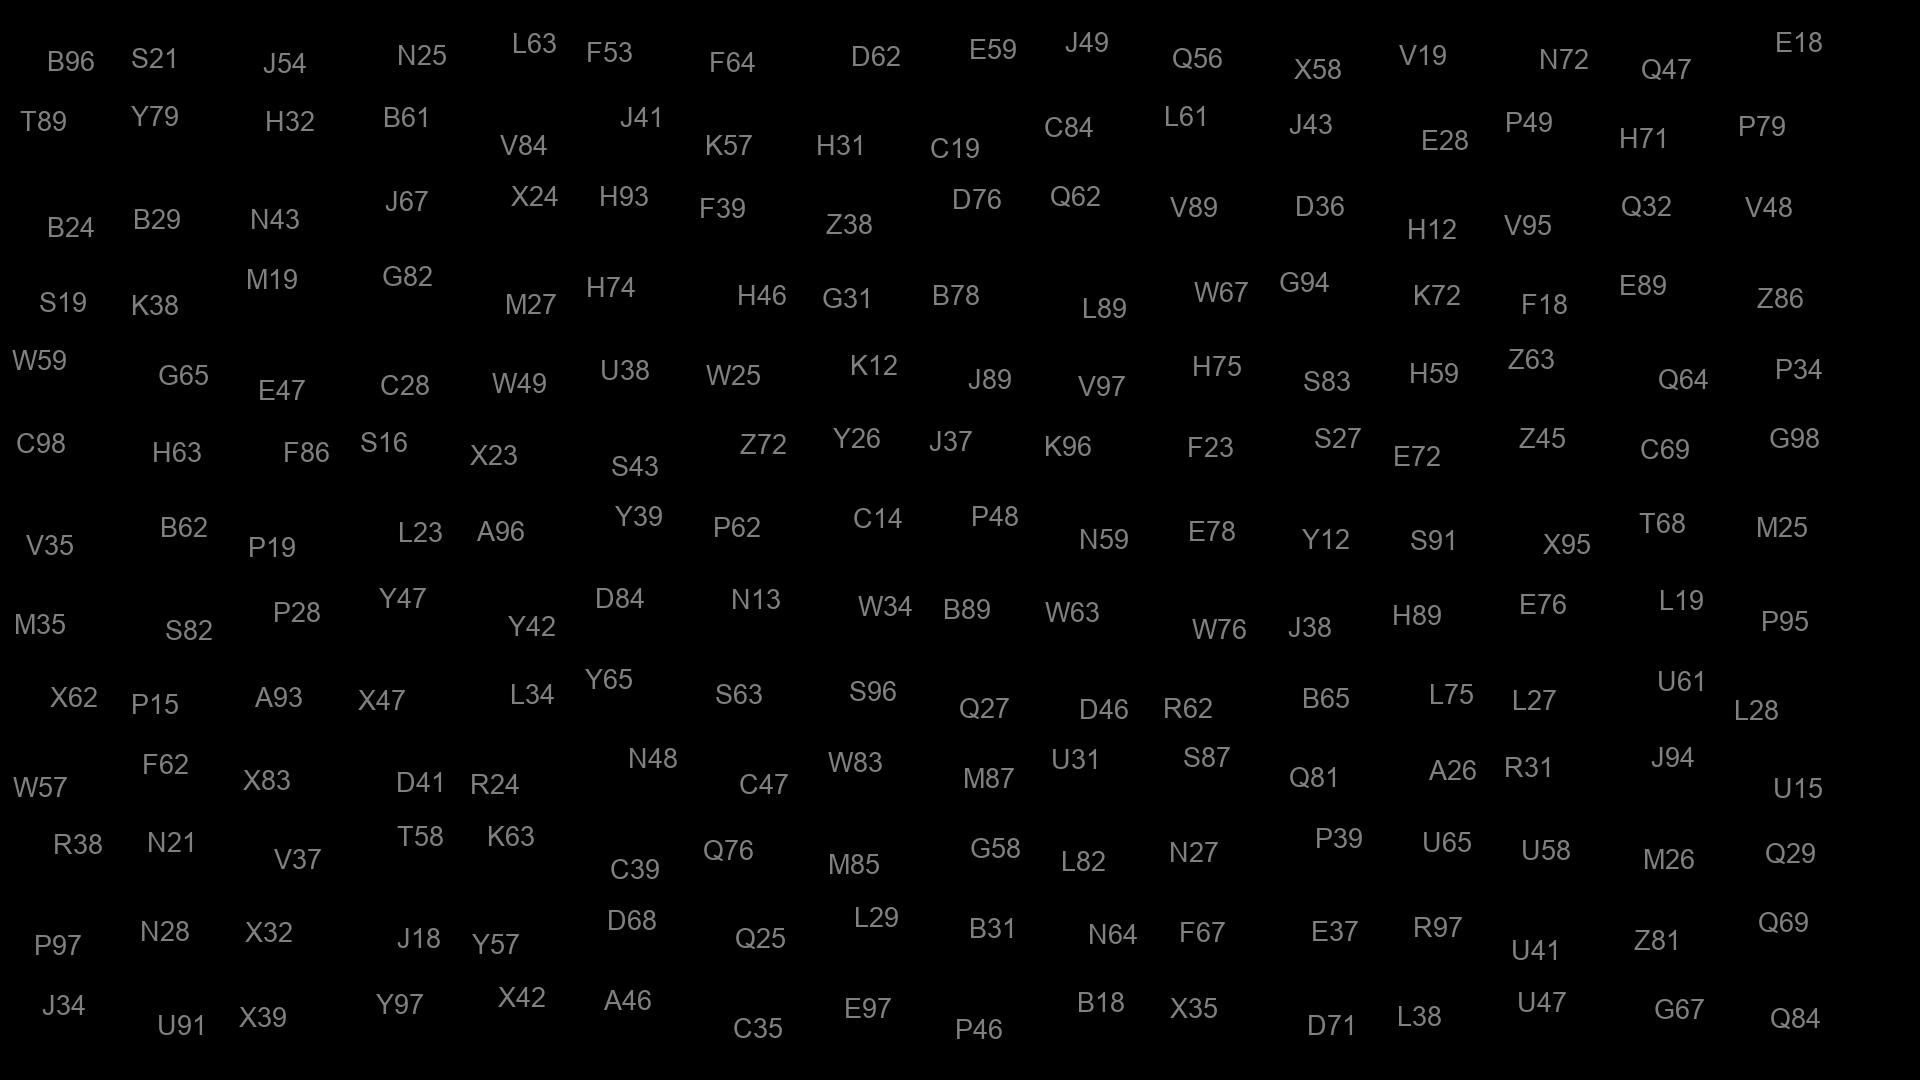 B96 S21 J54 N25 L63 F53 F64 D62 E59 J49 Q56 X58 V19 N72 Q47 E18
T89 Y79 H32 B61 V84 J41 K57 H31 C19 C84 L61 J43 E28 P49 H71 P79
B24 B29 N43 J67 X24 H93 F39 Z38 D76 Q62 V89 D36 H12 V95 Q32 V48
S19 K38 M19 G82 M27 H74 H46 G31 B78 L89 W67 G94 K72 F18 E89 Z86
W59 G65 E47 C28 W49 U38 W25 K12 J89 V97 H75 S83 H59 Z63 Q64 P34
C98 H63 F86 S16 X23 S43 Z72 Y26 J37 K96 F23 S27 E72 Z45 C69 G98
V35 B62 P19 L23 A96 Y39 P62 C14 P48 N59 E78 Y12 S91 X95 T68 M25
M35 S82 P28 Y47 Y42 D84 N13 W34 B89 W63 W76 J38 H89 E76 L19 P95
X62 P15 A93 X47 L34 Y65 S63 S96 Q27 D46 R62 B65 L75 L27 U61 L28
W57 F62 X83 D41 R24 N48 C47 W83 M87 U31 S87 Q81 A26 R31 J94 U15
R38 N21 V37 T58 K63 C39 Q76 M85 G58 L82 N27 P39 U65 U58 M26 Q29
P97 N28 X32 J18 Y57 D68 Q25 L29 B31 N64 F67 E37 R97 U41 Z81 Q69
J34 U91 X39 Y97 X42 A46 C35 E97 P46 B18 X35 D71 L38 U47 G67 Q84